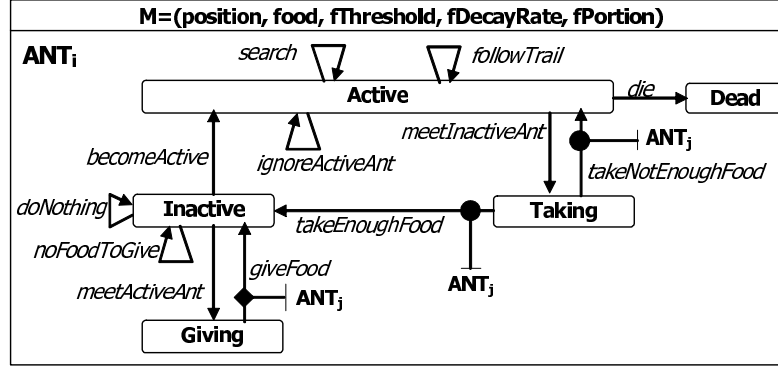 M=(position, food, fThreshold, fDecayRate, fPortion)
ANTi
search
followTrail
Active
die
Dead
becomeActive
ignoreActiveAnt
meetInactiveAnt
ANTj
takeNotEnoughFood
doNothing
Inactive
takeEnoughFood
Taking
noFoodToGive
giveFood
meetActiveAnt
ANTj
ANTj
Giving